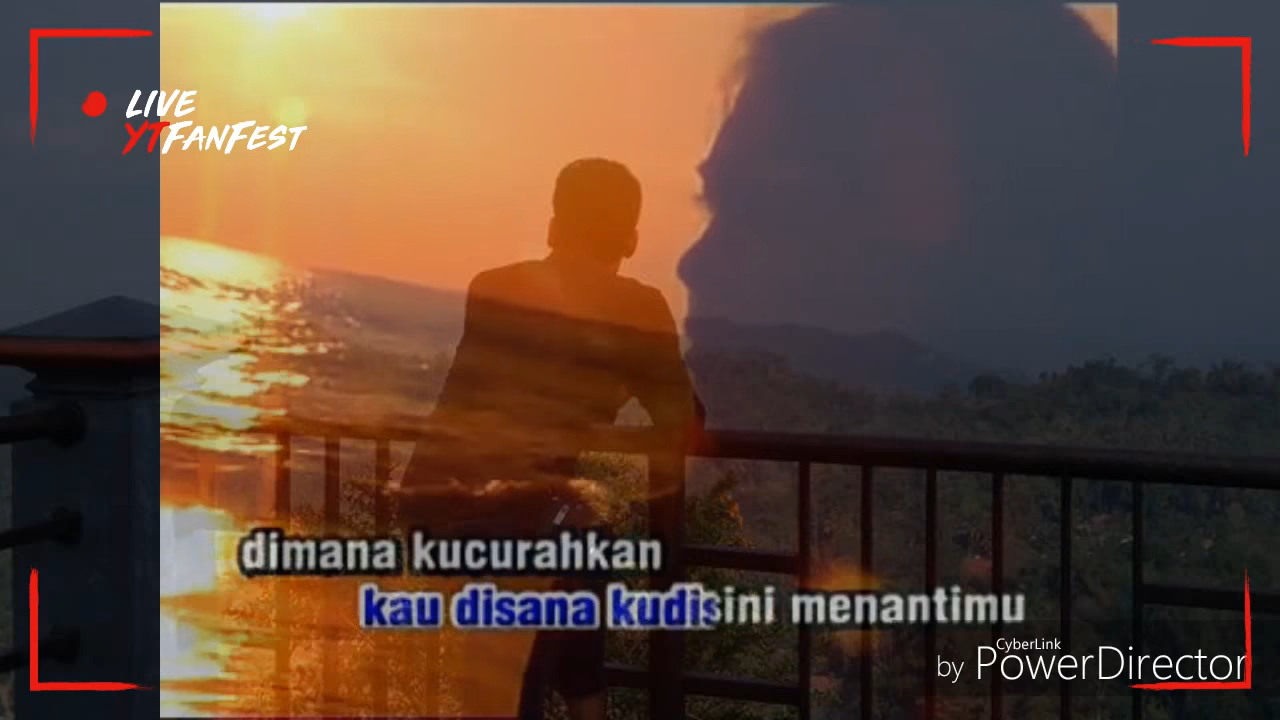 LIVE
YTFANFEST
dimana kucurahkan
kau disana kudisini menantimu
CyberLink
by PowerDirector